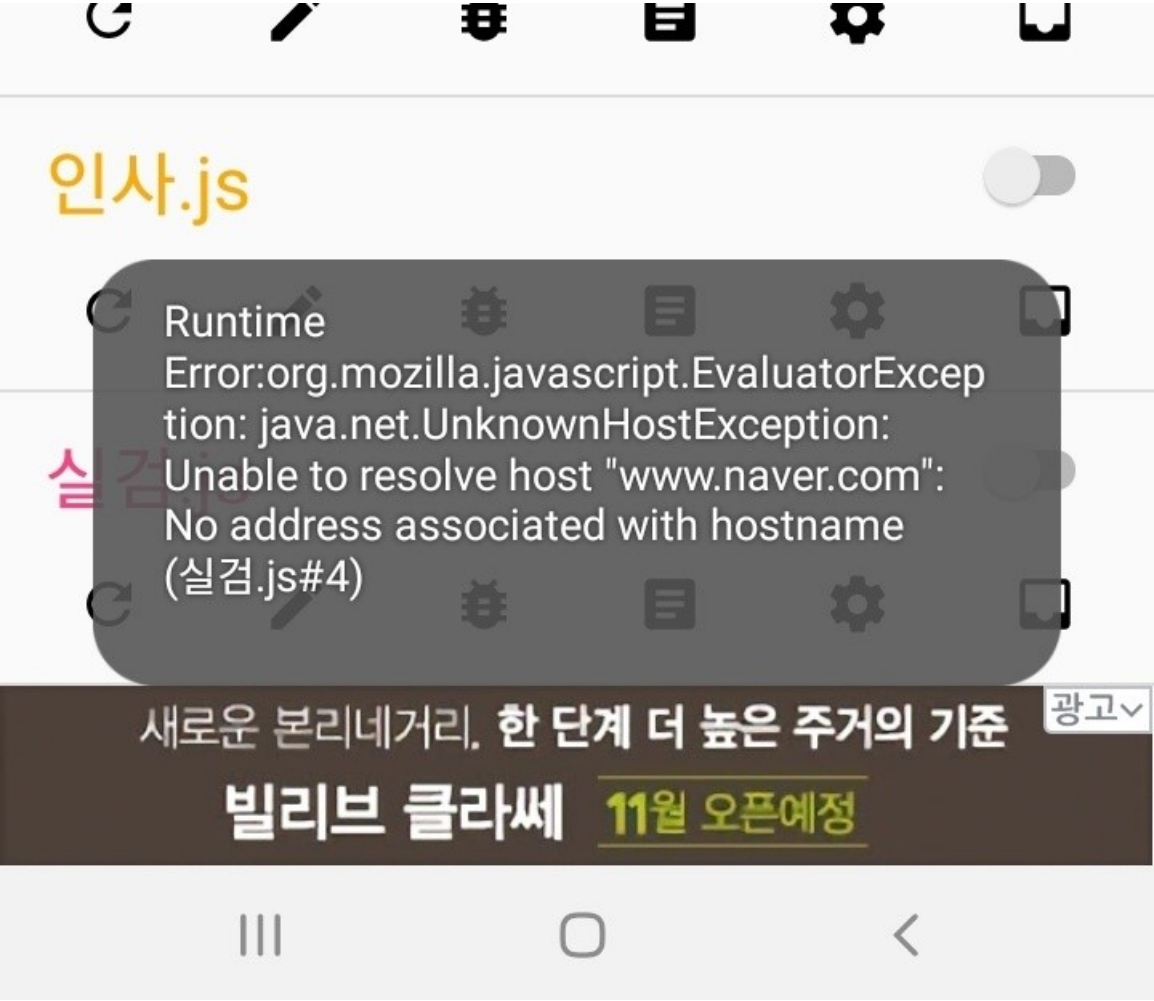 인사.js
Runtime
Error:org.mozilla.javascript.EvaluatorExcep
tion: java.net.UnknownHostException:
Unable to resolve host "www.naver.com":
No address associated with hostname
(실검.js#4)
실검.js
새로운 본리네거리, 한 단계 더 높은 주거의 기준
광고
빌리브 클라쎄 11월 오픈예정